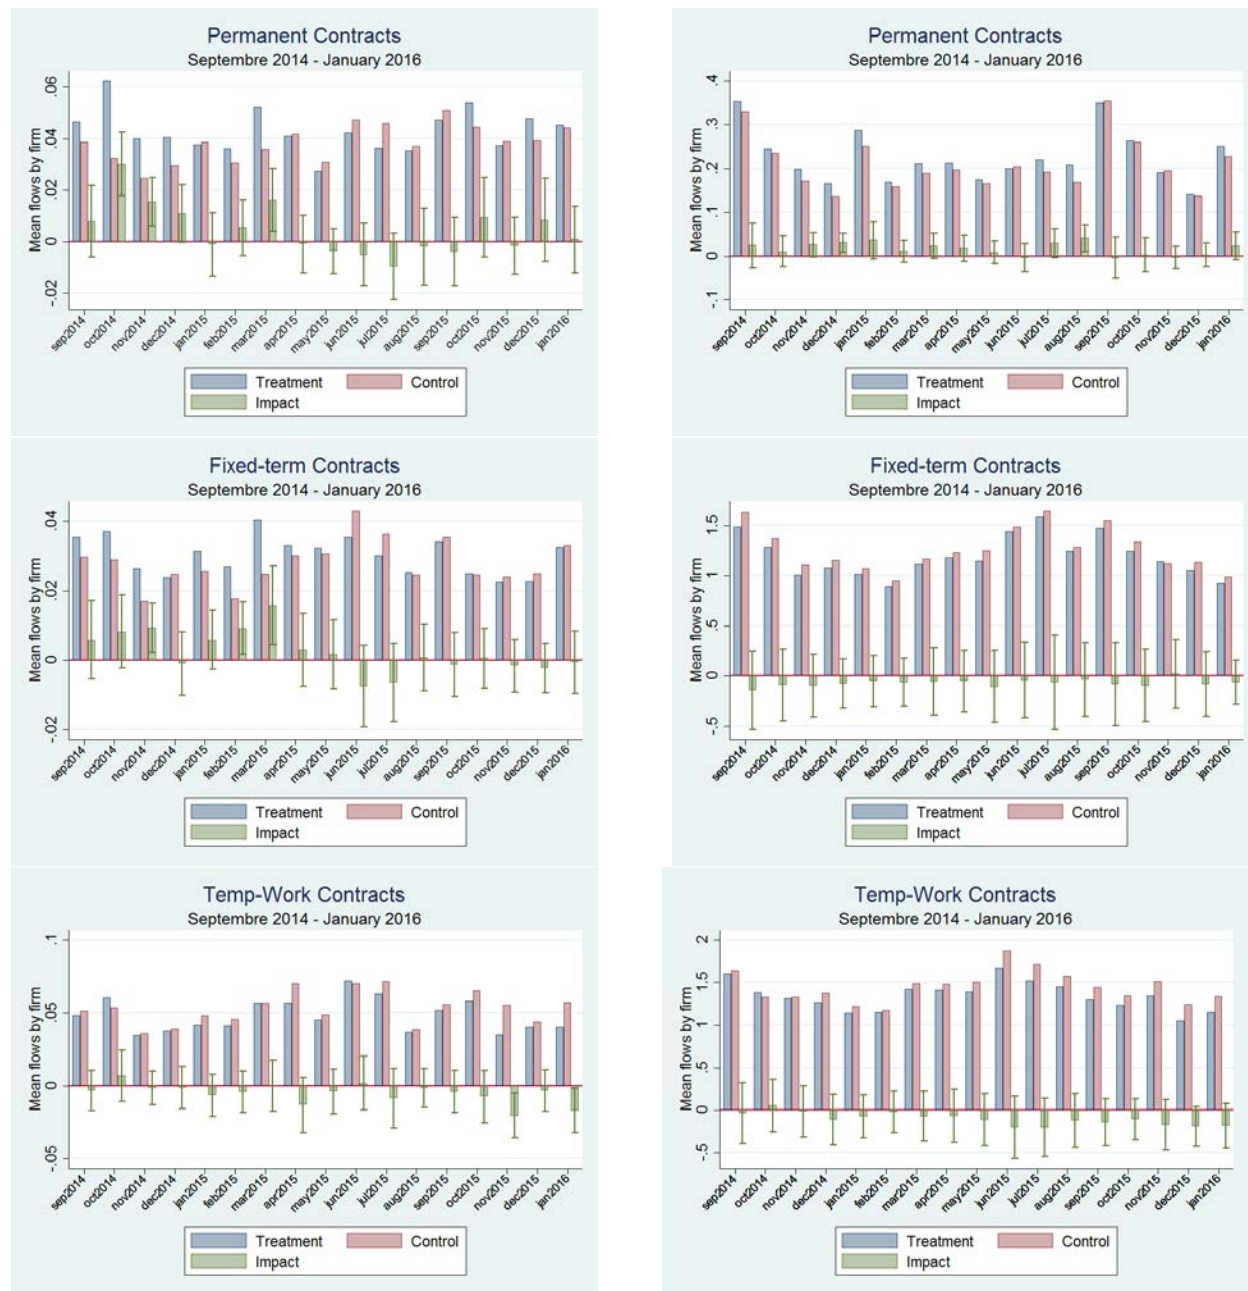 Permanent Contracts
Septembre 2014 - January 2016
Mean flows by firm
.06
.04
.02
0
-.02
sep2014 oct2014 nov2014 dec2014 jan2015 feb2015 mar2015 apr2015 may2015 jun2015 jul2015 aug2015 sep2015 oct2015 nov2015 dec2015 jan2016
Treatment Control
Impact
Permanent Contracts
Septembre 2014 - January 2016
Mean flows by firm
.4
.3
.2
.1
0
-.1
sep2014 oct2014 nov2014 dec2014 jan2015 feb2015 mar2015 apr2015 may2015 jun2015 jul2015 aug2015 sep2015 oct2015 nov2015 dec2015 jan2016
Treatment Control
Impact
Fixed-term Contracts
Septembre 2014 - January 2016
Mean flows by firm
.04
.02
0
-.02
sep2014 oct2014 nov2014 dec2014 jan2015 feb2015 mar2015 apr2015 may2015 jun2015 jul2015 aug2015 sep2015 oct2015 nov2015 dec2015 jan2016
Treatment Control
Impact
Fixed-term Contracts
Septembre 2014 - January 2016
Mean flows by firm
1.5
1
.5
0
-.5
sep2014 oct2014 nov2014 dec2014 jan2015 feb2015 mar2015 apr2015 may2015 jun2015 jul2015 aug2015 sep2015 oct2015 nov2015 dec2015 jan2016
Treatment Control
Impact
Temp-Work Contracts
Septembre 2014 - January 2016
Mean flows by firm
.1
.05
0
-.05
sep2014 oct2014 nov2014 dec2014 jan2015 feb2015 mar2015 apr2015 may2015 jun2015 jul2015 aug2015 sep2015 oct2015 nov2015 dec2015 jan2016
Treatment Control
Impact
Temp-Work Contracts
Septembre 2014 - January 2016
Mean flows by firm
2
1.5
1
.5
0
-.5
sep2014 oct2014 nov2014 dec2014 jan2015 feb2015 mar2015 apr2015 may2015 jun2015 jul2015 aug2015 sep2015 oct2015 nov2015 dec2015 jan2016
Treatment Control
Impact